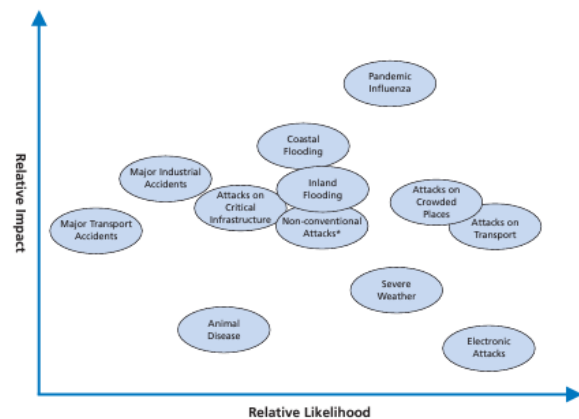 Relative Impact
Pandemic
Influenza
Coastal
Flooding
Major Industrial
Accidents
Inland
Flooding
Attacks on
Critical
Infrastructure
Attacks on
Crowded
Places
Non-conventional
Attacks*
Major Transport
Accidents
Attacks on
Transport
Severe
Weather
Animal
Disease
Electronic
Attacks
Relative Likelihood